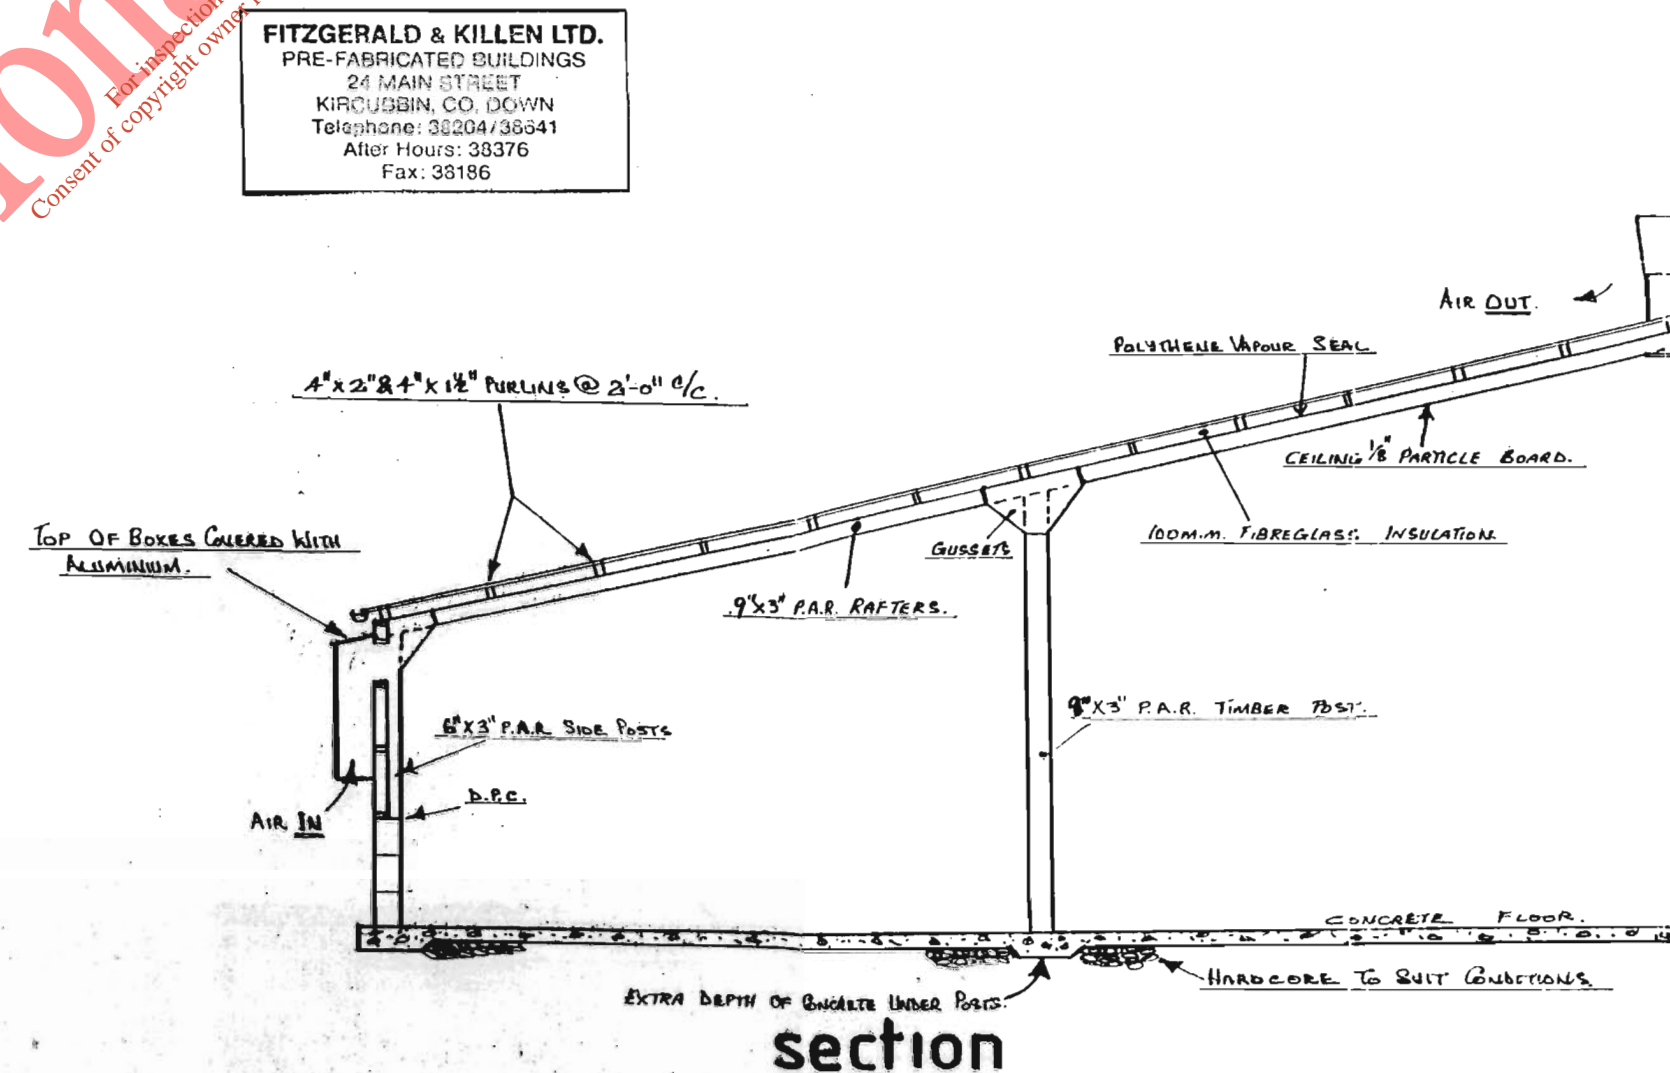 For inspection
Consent of copyright owner
FITZGERALD & KILLEN LTD.
PRE-FABRICATED BUILDINGS
24 MAIN STREET
KIRCUBBIN, CO. DOWN
Telephone: 38204/38641
After Hours: 38376
Fax: 38186
AIR OUT.
POLYTHENE VAPOUR SEAL
4" x 2" & 4" x 1½" PURLINS @ 2'-0" c/c.
CEILING 1/8" PARTICLE BOARD.
TOP OF BOXES COVERED WITH
ALUMINIUM.
GUSSETS
100M.M. FIBREGLASS. INSULATION
9"x3" P.A.R. RAFTERS.
6"x3" P.A.R. SIDE POSTS
9"x3" P.A.R. TIMBER POST.
D.P.C.
AIR IN
CONCRETE FLOOR.
HARDCORE TO SUIT CONDITIONS.
EXTRA DEPTH OF CONCRETE UNDER POSTS.
section